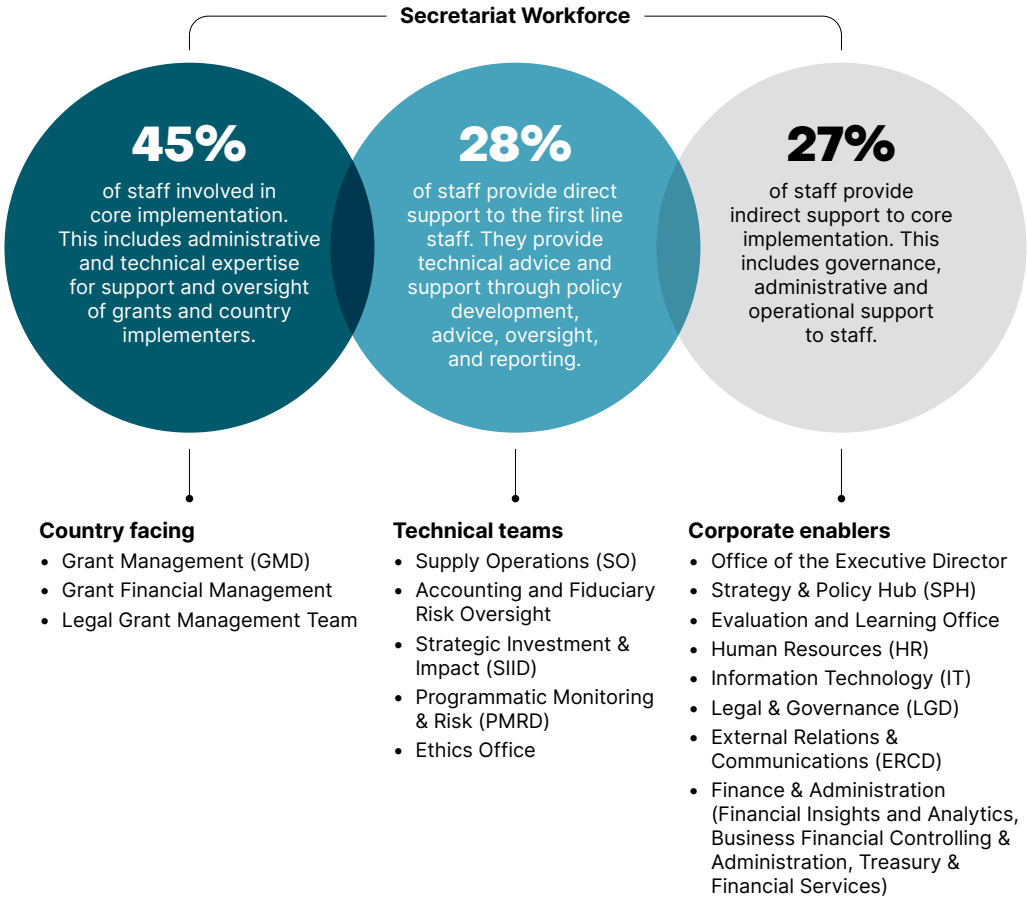 Secretariat Workforce
45%
of staff involved in
core implementation.
This includes administrative
and technical expertise
for support and oversight
of grants and country
implementers.
28%
of staff provide direct
support to the first line
staff. They provide
technical advice and
support through policy
development,
advice, oversight,
and reporting.
27%
of staff provide
indirect support to core
implementation. This
includes governance,
administrative and
operational support
to staff.
Country facing
• Grant Management (GMD)
• Grant Financial Management
• Legal Grant Management Team
Technical teams
• Supply Operations (SO)
• Accounting and Fiduciary
Risk Oversight
• Strategic Investment &
Impact (SIID)
• Programmatic Monitoring
& Risk (PMRD)
• Ethics Office
Corporate enablers
• Office of the Executive Director
• Strategy & Policy Hub (SPH)
• Evaluation and Learning Office
• Human Resources (HR)
• Information Technology (IT)
• Legal & Governance (LGD)
• External Relations &
Communications (ERCD)
• Finance & Administration
(Financial Insights and Analytics,
Business Financial Controlling &
Administration, Treasury &
Financial Services)